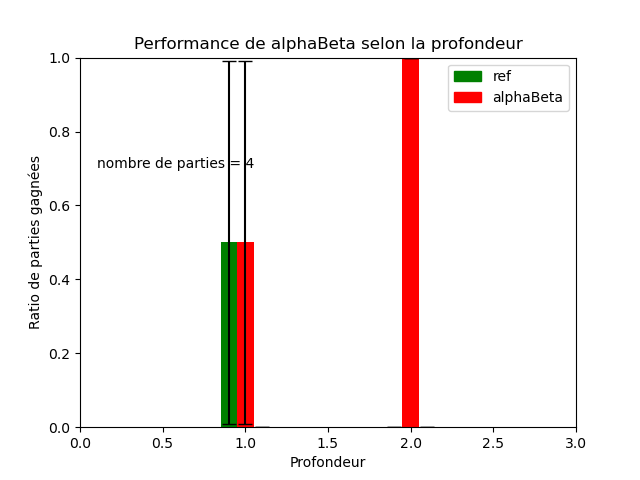 Performance de alphaBeta selon la profondeur
Ratio de parties gagnées
1.0
0.8
0.6
0.4
0.2
0.0
nombre de parties = 4
ref
alphaBeta
0.0 0.5 1.0 1.5 2.0 2.5 3.0
Profondeur